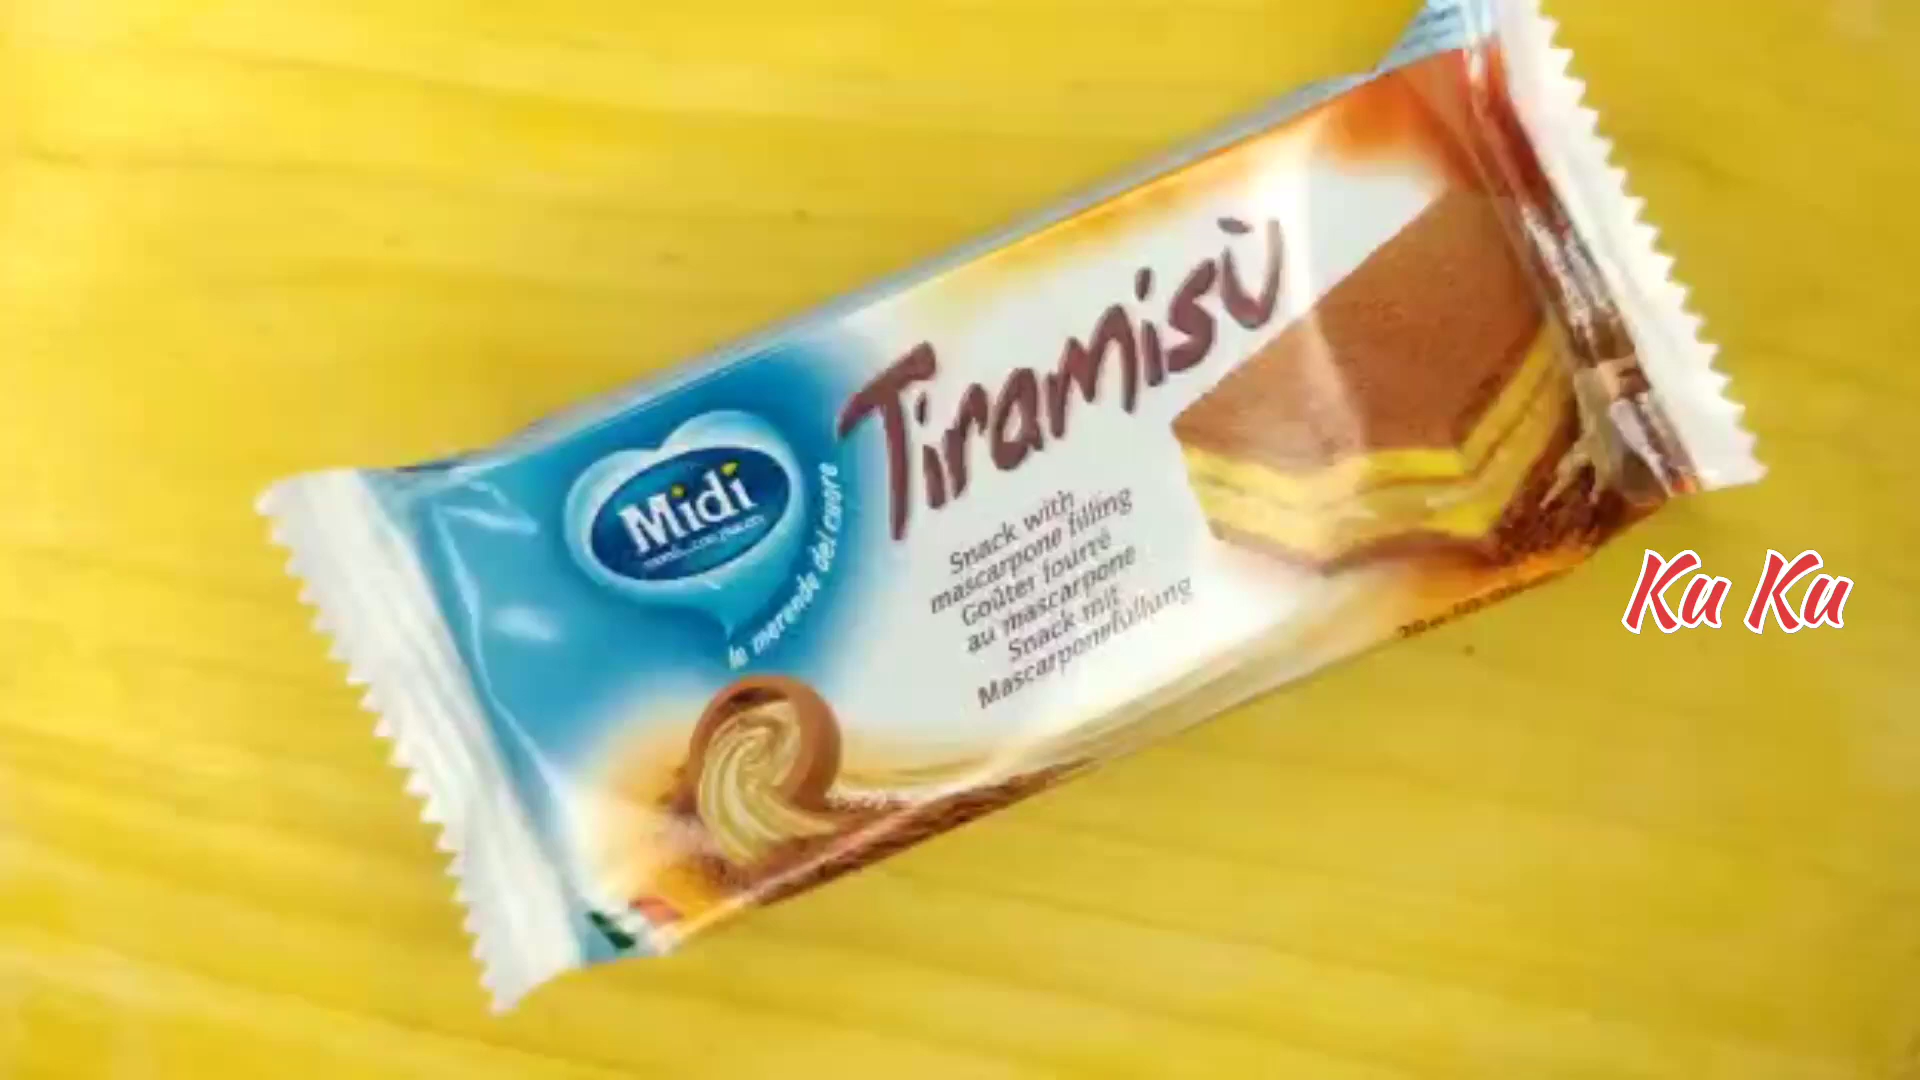 Midi
le merende del cuore
Tiramisù
Snack with
mascarpone filling
Goûter fourré
au mascarpone
Snack mit
Mascarponefüllung
Ku Ku